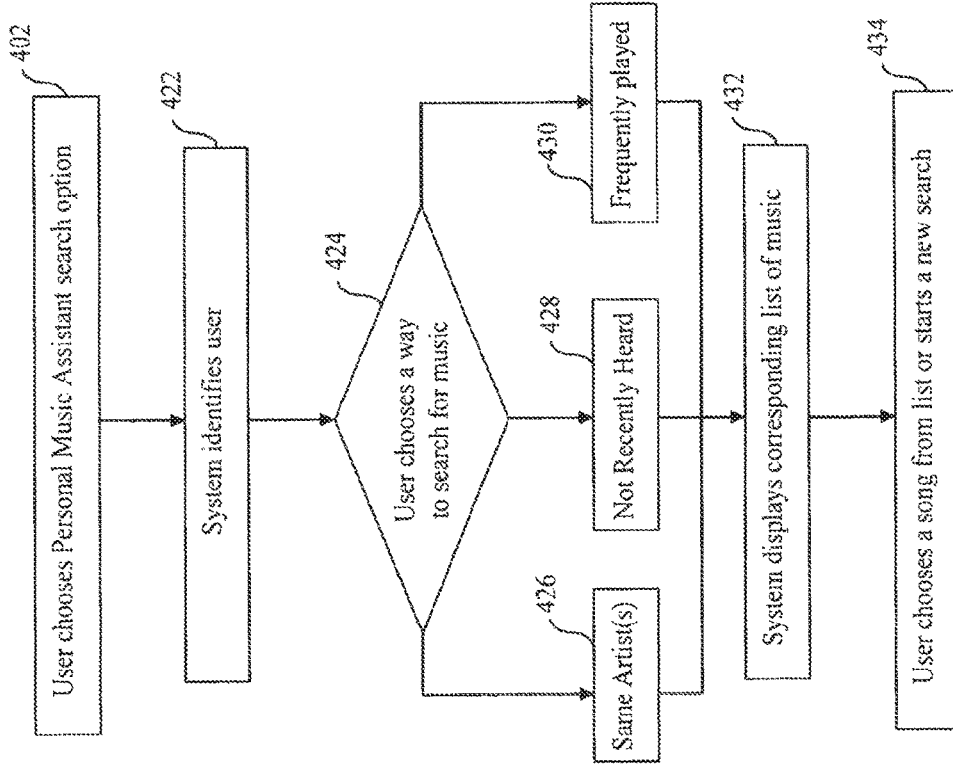 402
User chooses Personal Music Assistant search option
422
System identifies user
424
User chooses a way
to search for music
426
Same Artist(s)
428
Not Recently Heard
430
Frequently played
432
System displays corresponding list of music
434
User chooses a song from list or starts a new search